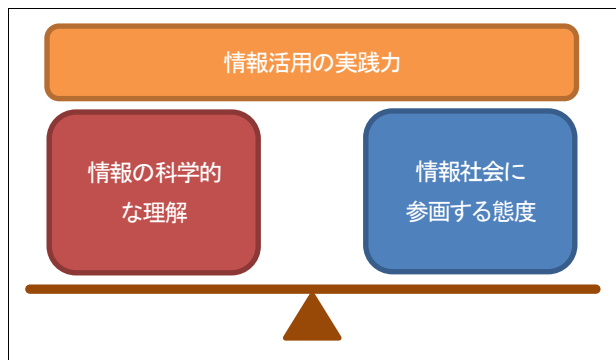 情報活用の実践力
情報の科学的
な理解
情報社会に
参画する態度